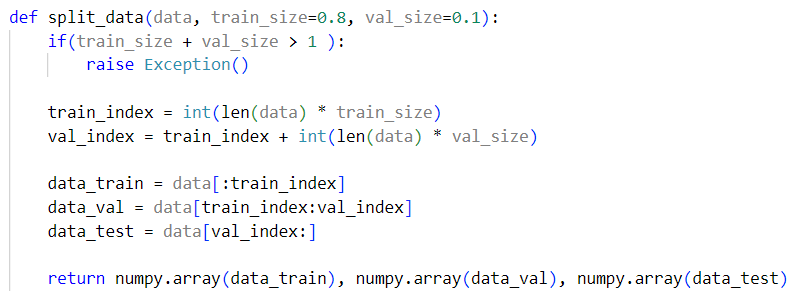 def split_data(data, train_size=0.8, val_size=0.1):
    if(train_size + val_size > 1 ):
        raise Exception()
    train_index = int(len(data) * train_size)
    val_index = train_index + int(len(data) * val_size)
    data_train = data[:train_index]
    data_val = data[train_index:val_index]
    data_test = data[val_index:]
    return numpy.array(data_train), numpy.array(data_val), numpy.array(data_test)